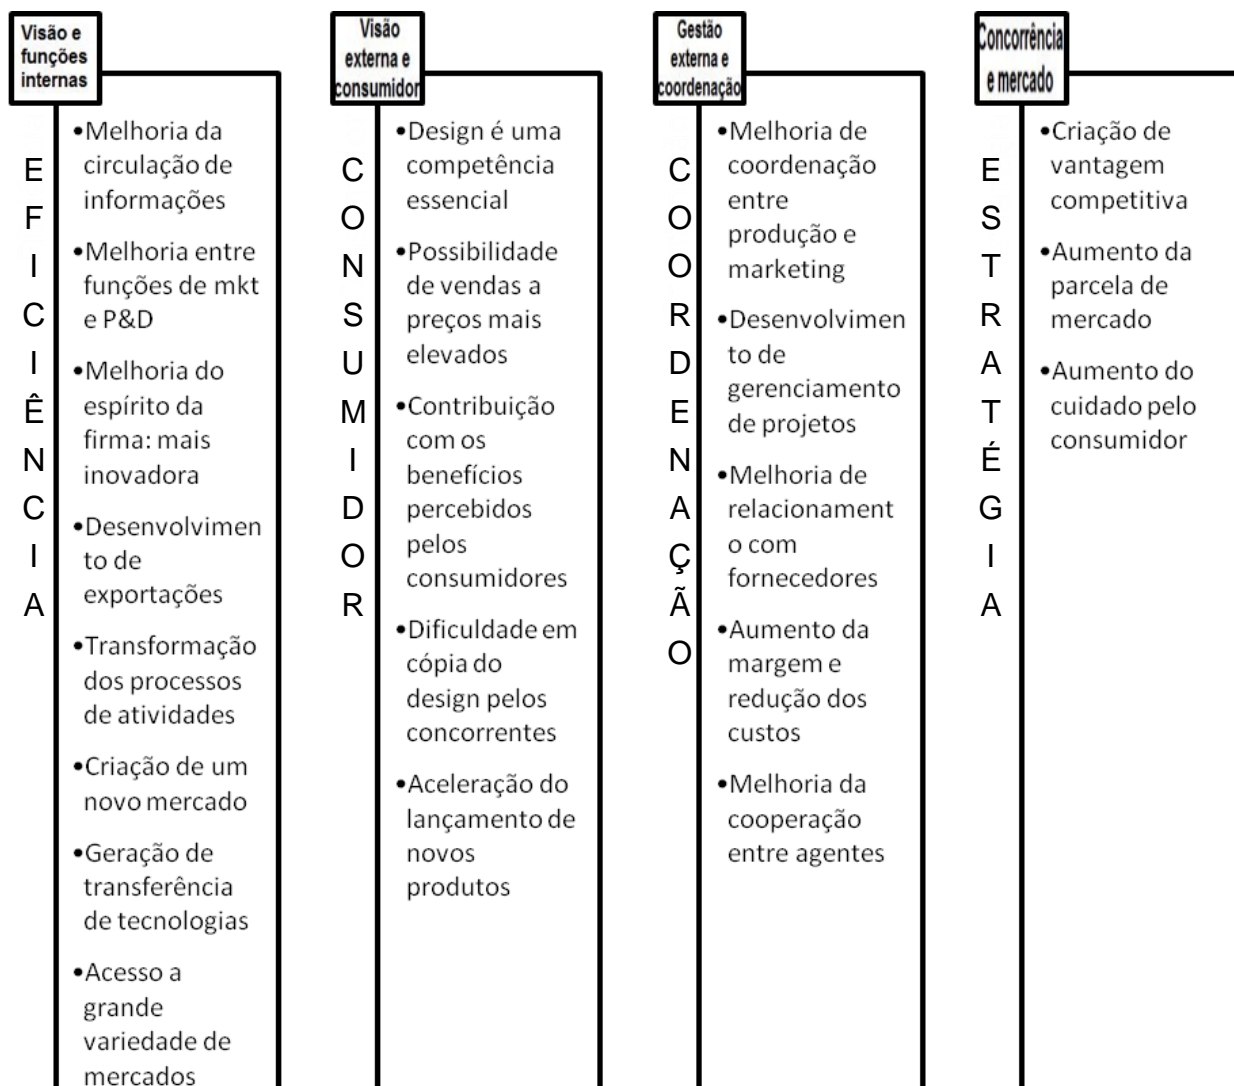 Visão e
funções
internas
EFICIÊNCIA
•Melhoria da
circulação de
informações
•Melhoria entre
funções de mkt
e P&D
•Melhoria do
espírito da
firma: mais
inovadora
•Desenvolvimen
to de
exportações
•Transformação
dos processos
de atividades
•Criação de um
novo mercado
•Geração de
transferência
de tecnologias
•Acesso a
grande
variedade de
mercados
Visão
externa e
consumidor
CONSUMIDOR
•Design é uma
competência
essencial
•Possibilidade
de vendas a
preços mais
elevados
•Contribuição
com os
benefícios
percebidos
pelos
consumidores
•Dificuldade em
cópia do
design pelos
concorrentes
•Aceleração do
lançamento de
novos
produtos
Gestão
externa e
coordenação
COORDENAÇÃO
•Melhoria de
coordenação
entre
produção e
marketing
•Desenvolvimen
to de
gerenciamento
de projetos
•Melhoria de
relacionament
o com
fornecedores
•Aumento da
margem e
redução dos
custos
•Melhoria da
cooperação
entre agentes
Concorrência
e mercado
ESTRATÉGIA
•Criação de
vantagem
competitiva
•Aumento da
parcela de
mercado
•Aumento do
cuidado pelo
consumidor